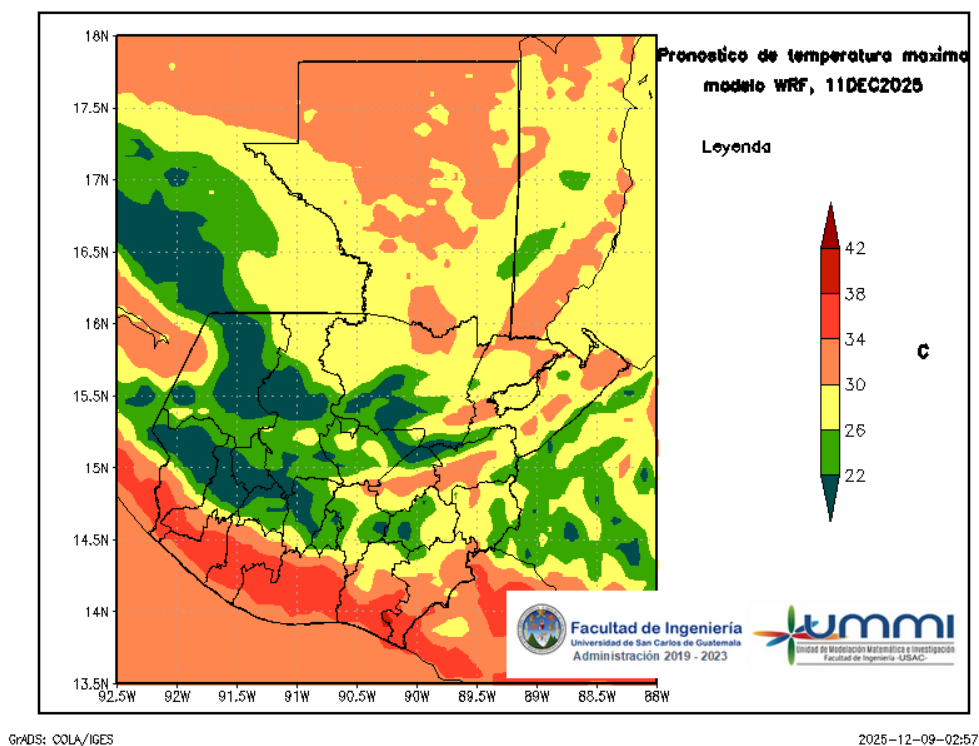 Pronostico de temperatura maxima
modelo WRF, 11DEC2025
Leyenda
42
38
34
30
26
22
C
18N
17.5N
17N
16.5N
16N
15.5N
15N
14.5N
14N
13.5N
92.5W 92W 91.5W 91W 90.5W 90W 89.5W 89W 88.5W 88W
Facultad de Ingeniería
Universidad de San Carlos de Guatemala
Administración 2019 - 2023
ummi
Unidad de Modelación Matemática e Investigación
Facultad de Ingeniería -USAC-
GrADS: COLA/IGES
2025-12-09-02:57